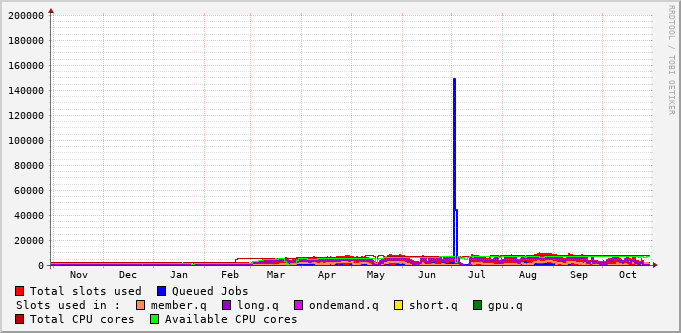 200000
180000
160000
140000
120000
100000
80000
60000
40000
20000
0
Nov Dec Jan Feb Mar Apr May Jun Jul Aug Sep Oct
Total slots used Queued Jobs
Slots used in : member.q long.q ondemand.q short.q gpu.q
Total CPU cores Available CPU cores
RRDTOOL / TOBI OETIKER